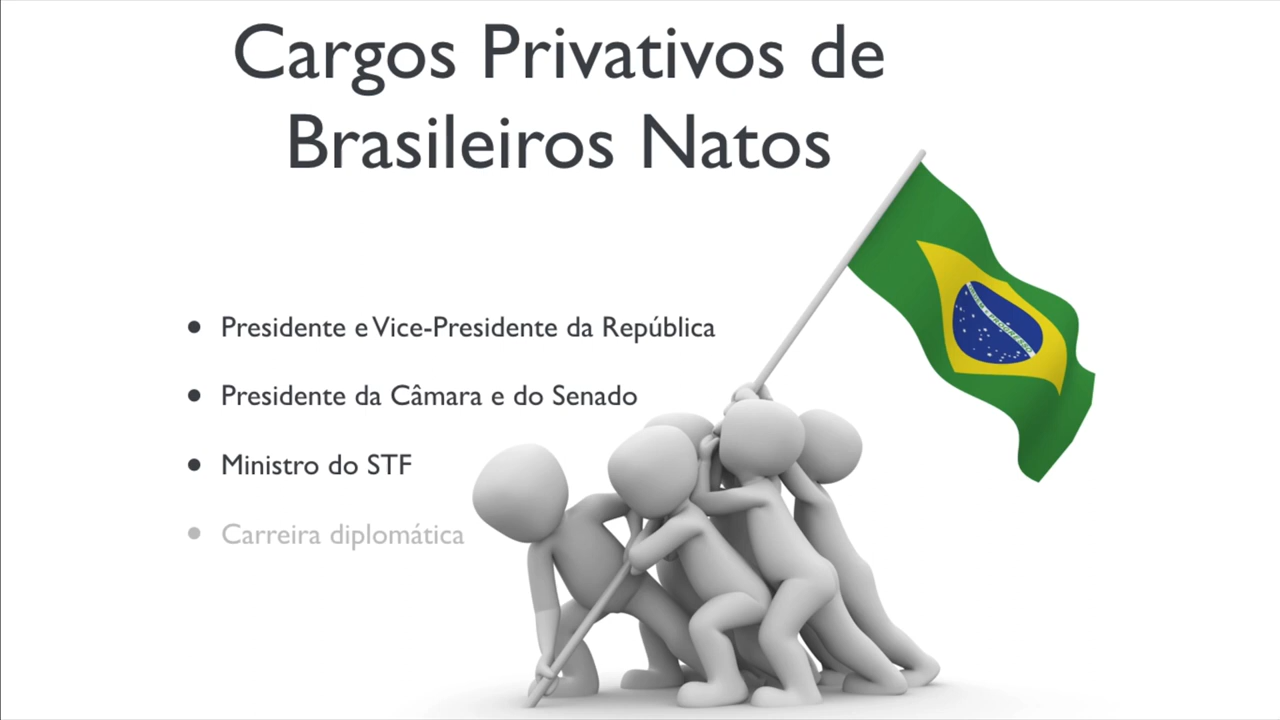 Cargos Privativos de
Brasileiros Natos
• Presidente e Vice-Presidente da República
• Presidente da Câmara e do Senado
• Ministro do STF
• Carreira diplomática